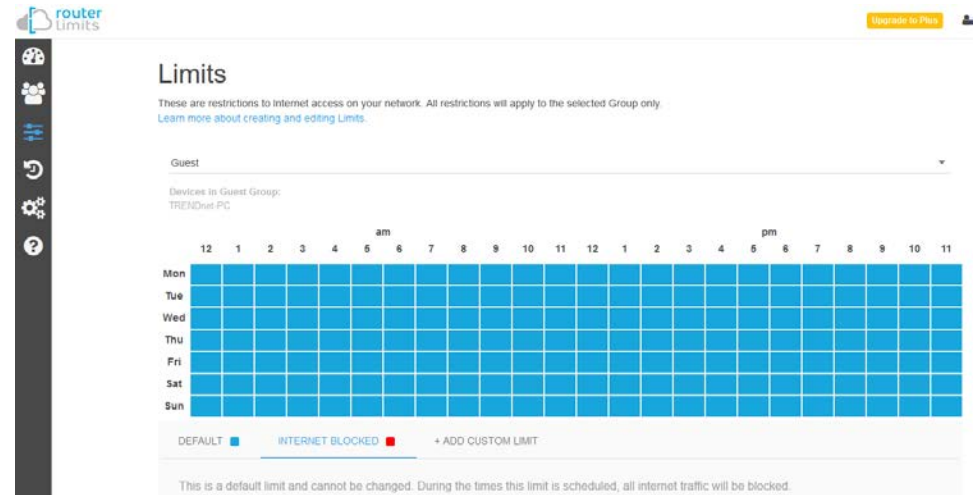 router
Limits
Upgrade to Plus
Limits
These are restrictions to Internet access on your network. All restrictions will apply to the selected Group only.
Learn more about creating and editing Limits.
Guest
Devices in Guest Group:
TRENDnet-PC
am pm
12 1 2 3 4 5 6 7 8 9 10 11 12 1 2 3 4 5 6 7 8 9 10 11
Mon
Tue
Wed
Thu
Fri
Sat
Sun
DEFAULT INTERNET BLOCKED + ADD CUSTOM LIMIT
This is a default limit and cannot be changed. During the times this limit is scheduled, all internet traffic will be blocked.